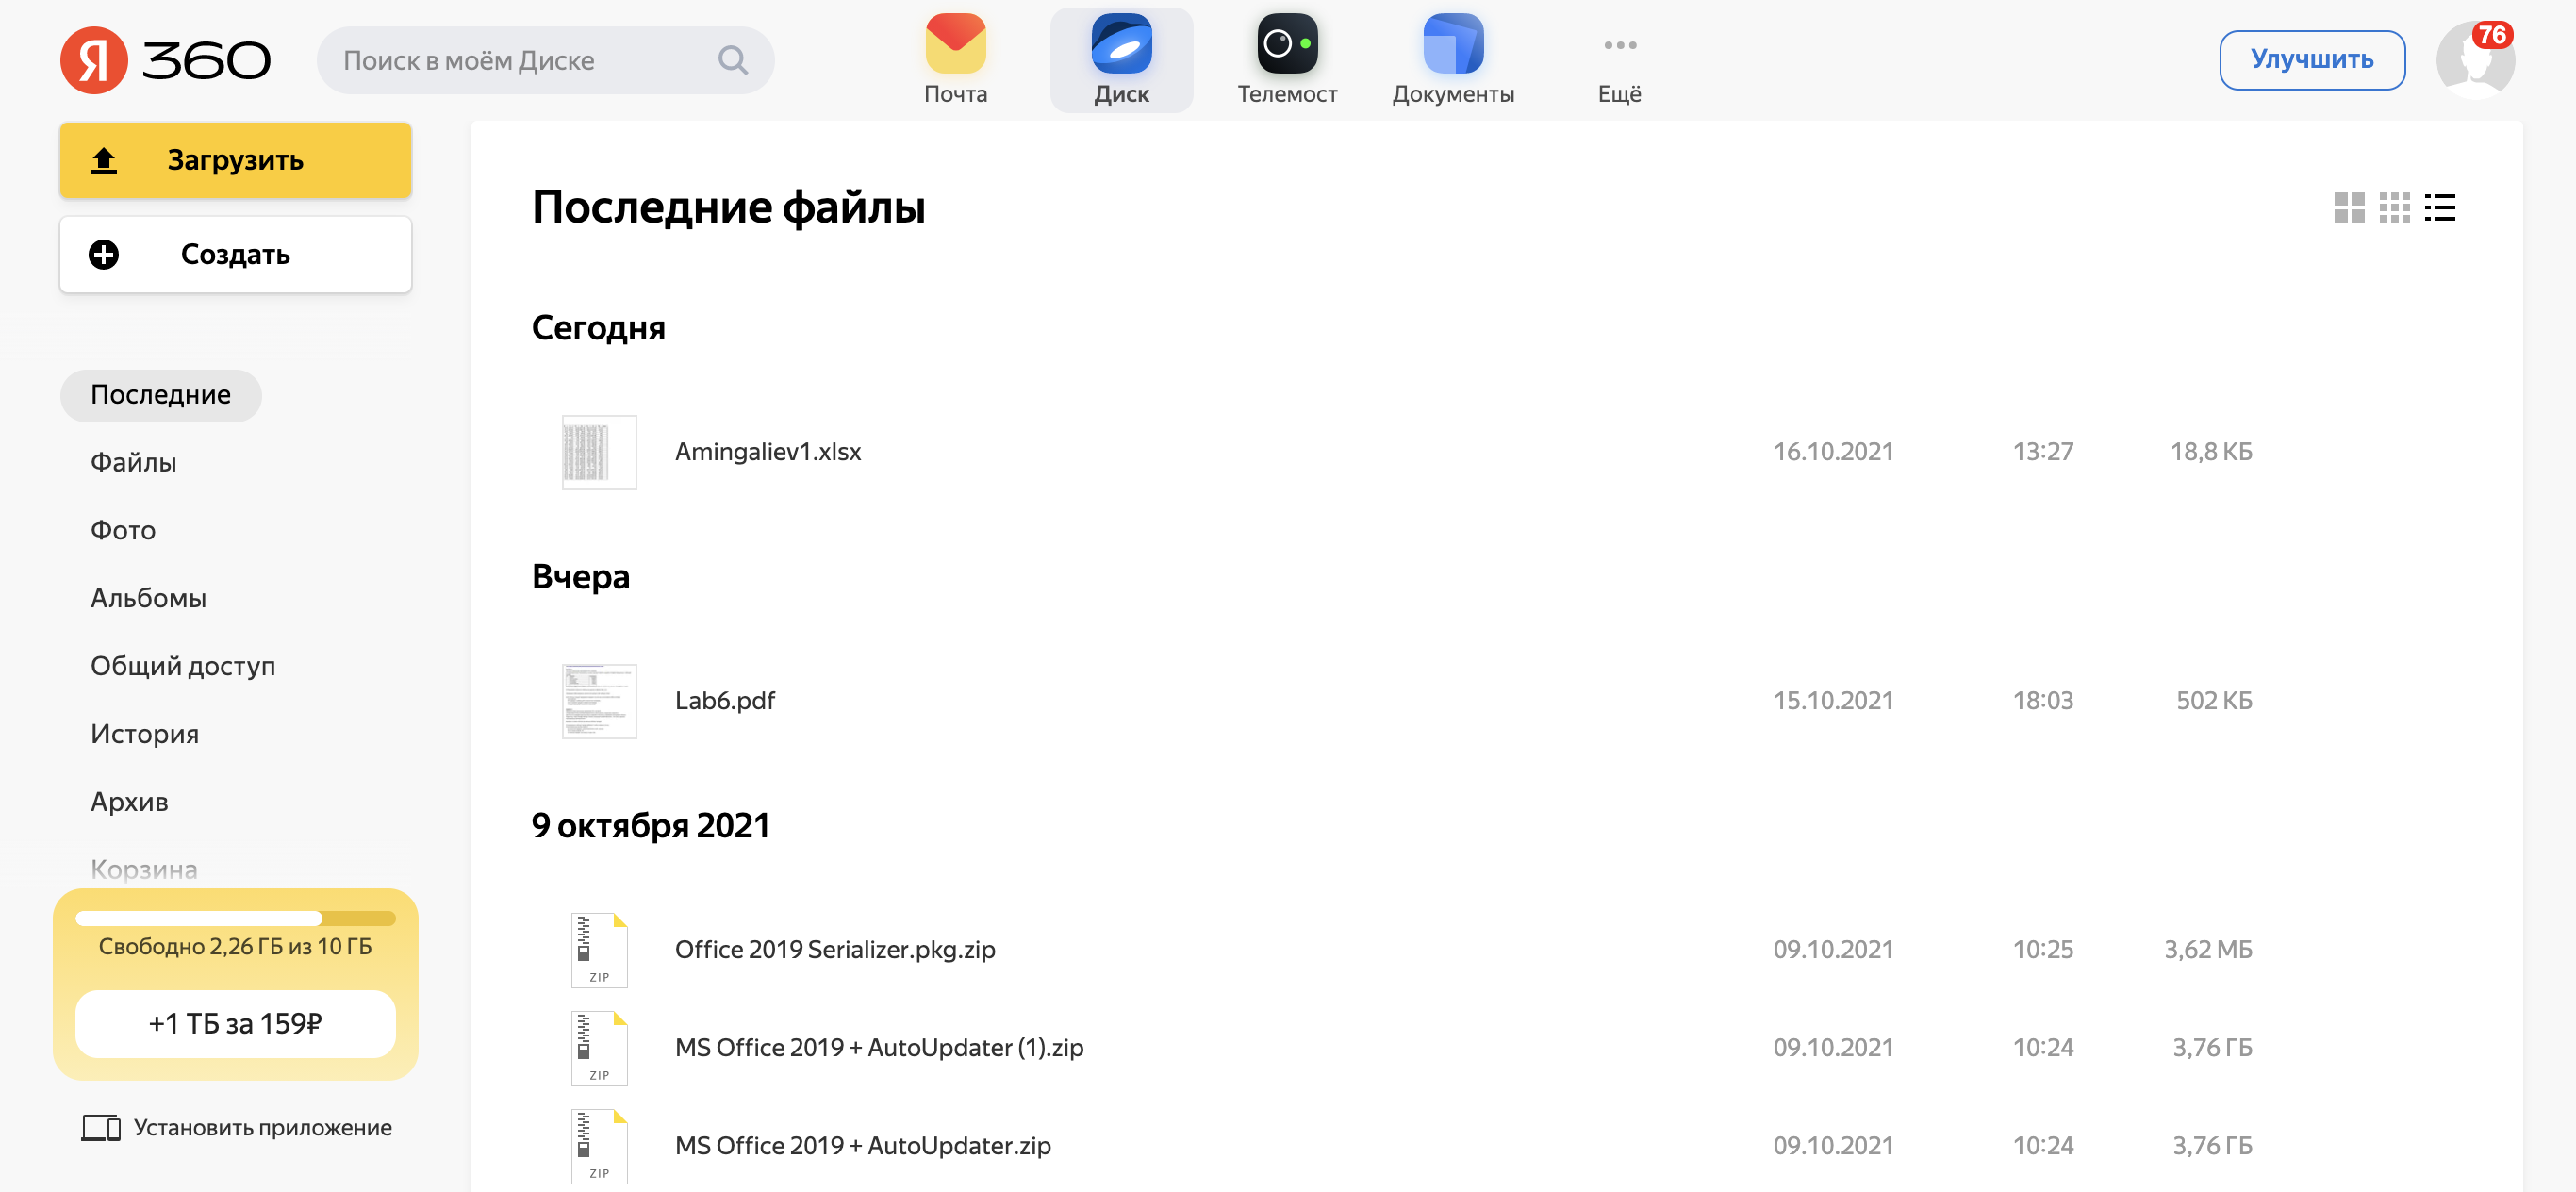 Я 360
Поиск в моём Диске
Почта
Диск
Телемост
Документы
Ещё
Улучшить
76
Загрузить
Создать
Последние
Файлы
Фото
Альбомы
Общий доступ
История
Архив
Корзина
Свободно 2,26 ГБ из 10 ГБ
+1 ТБ за 159₽
Установить приложение
Последние файлы
Сегодня
Amingaliev1.xlsx 16.10.2021 13:27 18,8 КБ
Вчера
Lab6.pdf 15.10.2021 18:03 502 КБ
9 октября 2021
ZIP Office 2019 Serializer.pkg.zip 09.10.2021 10:25 3,62 МБ
ZIP MS Office 2019 + AutoUpdater (1).zip 09.10.2021 10:24 3,76 ГБ
ZIP MS Office 2019 + AutoUpdater.zip 09.10.2021 10:24 3,76 ГБ